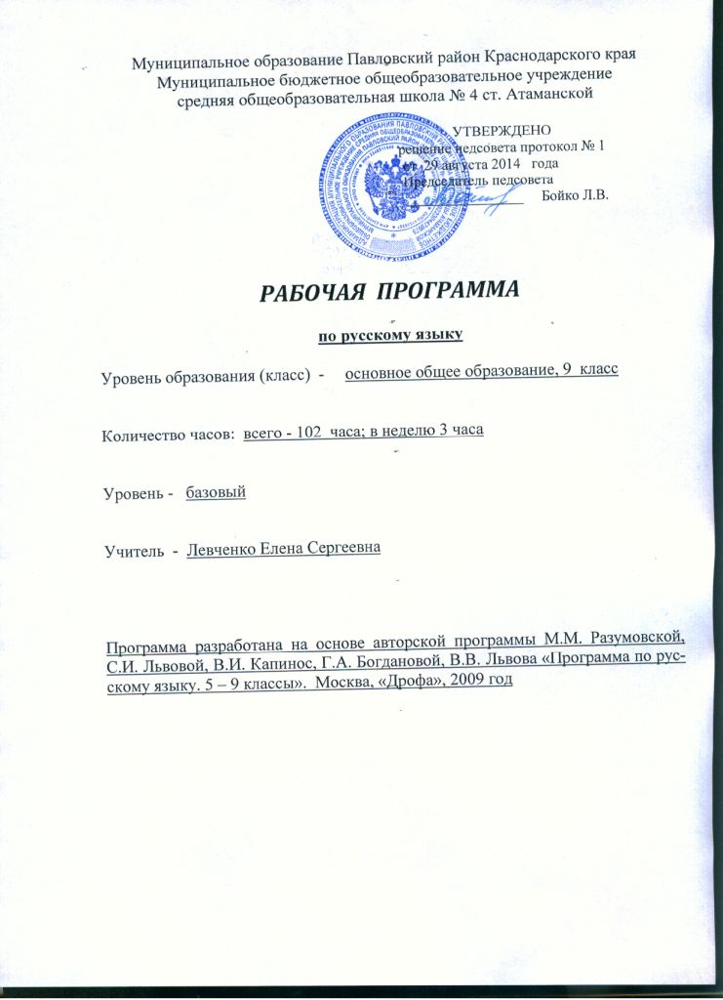 Муниципальное образование Павловский район Краснодарского края
Муниципальное бюджетное общеобразовательное учреждение
средняя общеобразовательная школа № 4 ст. Атаманской
УТВЕРЖДЕНО
решение педсовета протокол № 1
от 29 августа 2014 года
Председатель педсовета
Бойко Л.В.
РАБОЧАЯ ПРОГРАММА
по русскому языку
Уровень образования (класс) - основное общее образование, 9 класс
Количество часов: всего - 102 часа; в неделю 3 часа
Уровень - базовый
Учитель - Левченко Елена Сергеевна
Программа разработана на основе авторской программы М.М. Разумовской,
С.И. Львовой, В.И. Капинос, Г.А. Богдановой, В.В. Львова «Программа по рус-
скому языку. 5 – 9 классы». Москва, «Дрофа», 2009 год